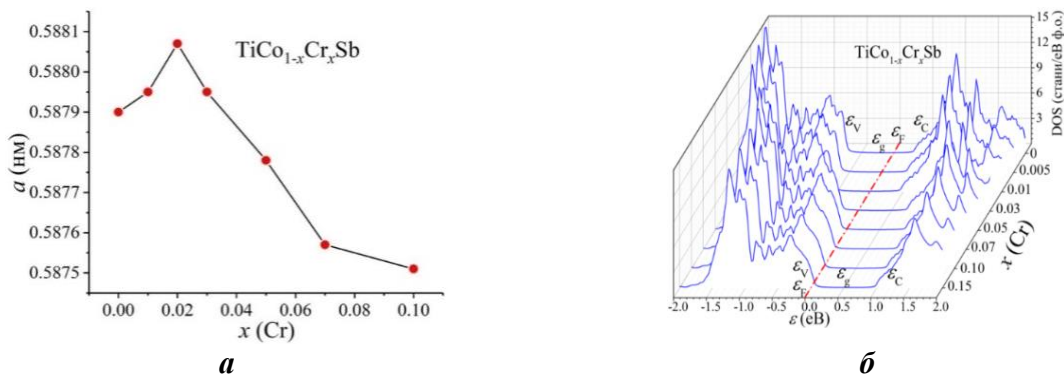 TiCo1-xCrxSb
a (нм)
0.5881
0.5880
0.5879
0.5878
0.5877
0.5876
0.5875
0.00 0.02 0.04 0.06 0.08 0.10
x (Cr)
а
TiCo1-xCrxSb
DOS (стани/еВ ф.о.)
15
12
9
6
3
εV εg εF εC
0
0.005
0.01
0.03
0.05
0.07
0.10
0.15
x (Cr)
εV εg εC
εF
-2.0 -1.5 -1.0 -0.5 0.0 0.5 1.0 1.5 2.0
ε (еВ)
б